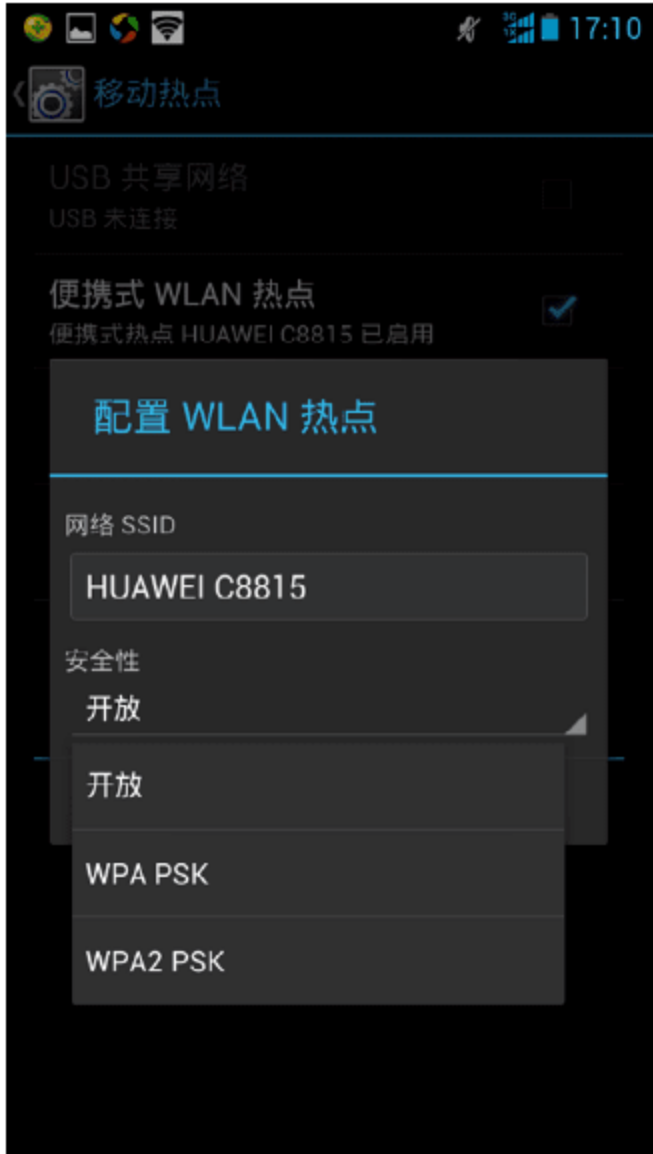 3G
1X
17:10
移动热点
USB 共享网络
USB 未连接
便携式 WLAN 热点
便携式热点 HUAWEI C8815 已启用
配置 WLAN 热点
网络 SSID
HUAWEI C8815
安全性
开放
开放
WPA PSK
WPA2 PSK